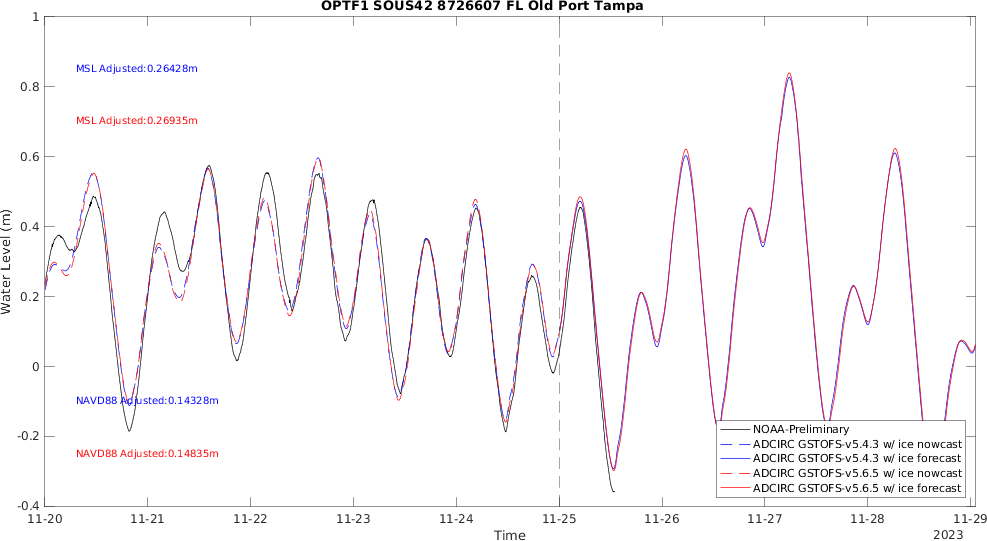 OPTF1 SOUS42 8726607 FL Old Port Tampa
1
0.8
0.6
0.4
0.2
0
-0.2
-0.4
Water Level (m)
MSL Adjusted:0.26428m
MSL Adjusted:0.26935m
NAVD88 Adjusted:0.14328m
NAVD88 Adjusted:0.14835m
NOAA-Preliminary
ADCIRC GSTOFS-v5.4.3 w/ ice nowcast
ADCIRC GSTOFS-v5.4.3 w/ ice forecast
ADCIRC GSTOFS-v5.6.5 w/ ice nowcast
ADCIRC GSTOFS-v5.6.5 w/ ice forecast
11-20 11-21 11-22 11-23 11-24 11-25 11-26 11-27 11-28 11-29
Time 2023